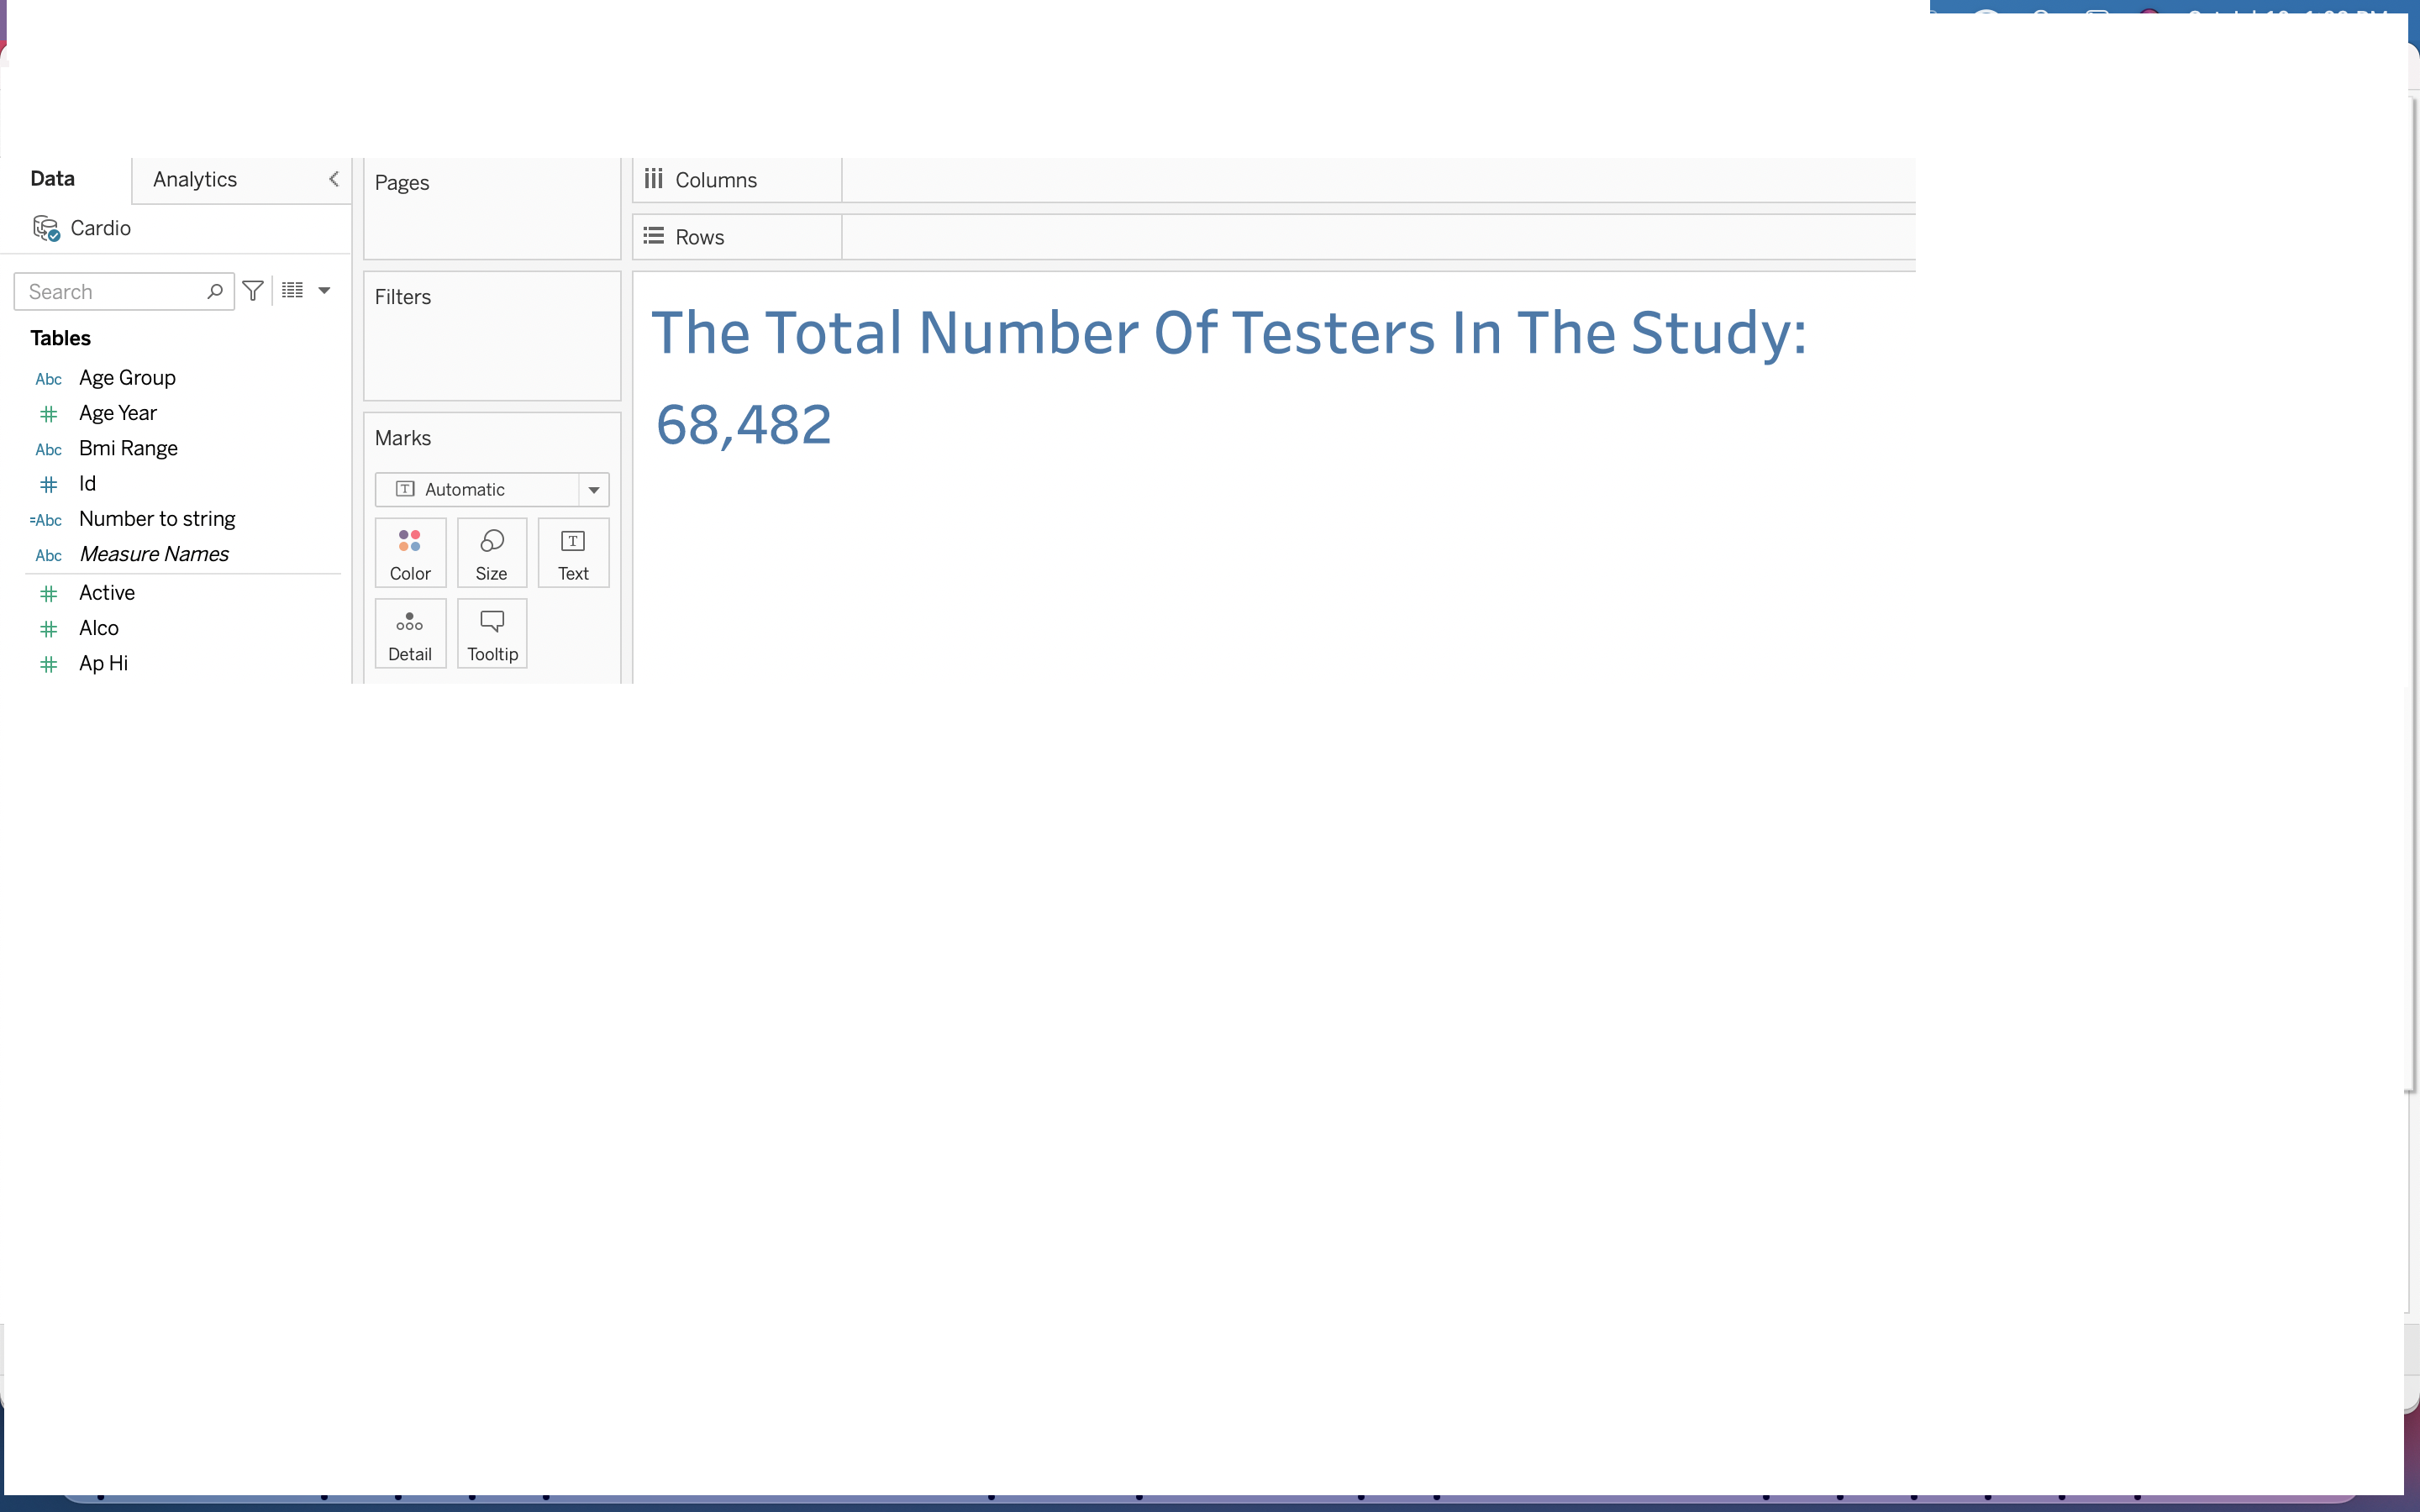 Data
Analytics
Cardio
Search
Tables
Abc Age Group
Age Year
Abc Bmi Range
Id
=Abc Number to string
Abc Measure Names
Active
Alco
Ap Hi
Pages
Filters
Marks
Automatic
Color Size Text
Detail Tooltip
Columns
Rows
The Total Number Of Testers In The Study:
68,482